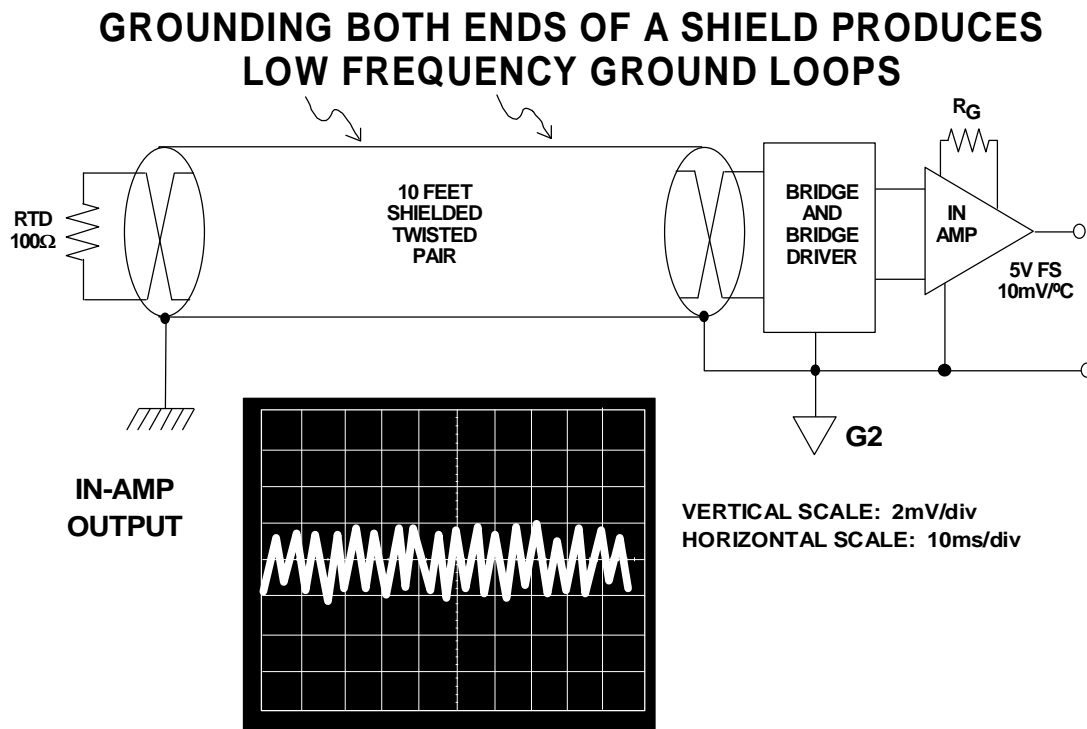 GROUNDING BOTH ENDS OF A SHIELD PRODUCES
LOW FREQUENCY GROUND LOOPS
RTD
100Ω
10 FEET
SHIELDED
TWISTED
PAIR
BRIDGE
AND
BRIDGE
DRIVER
RG
IN
AMP
5V FS
10mV/ºC
G2
IN-AMP
OUTPUT
VERTICAL SCALE: 2mV/div
HORIZONTAL SCALE: 10ms/div